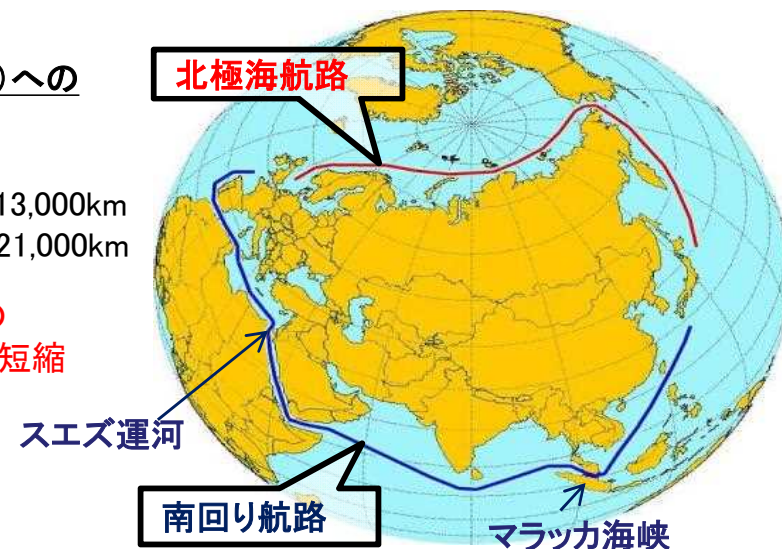 )への
北極海航路
13,000km
21,000km
の
短縮
スエズ運河
南回り航路
マラッカ海峡